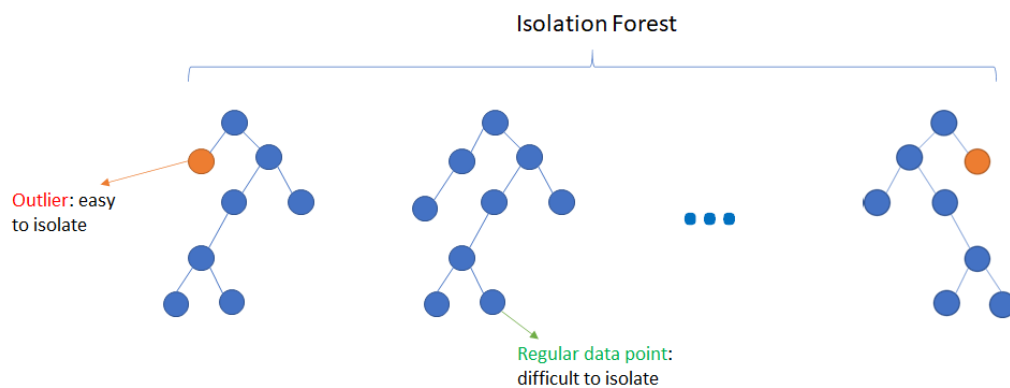 Isolation Forest
Outlier: easy
to isolate
Regular data point:
difficult to isolate